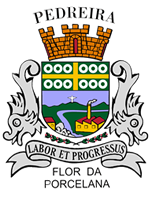 PEDREIRA
LABOR ET PROGRESSUS
FLOR DA
PORCELANA